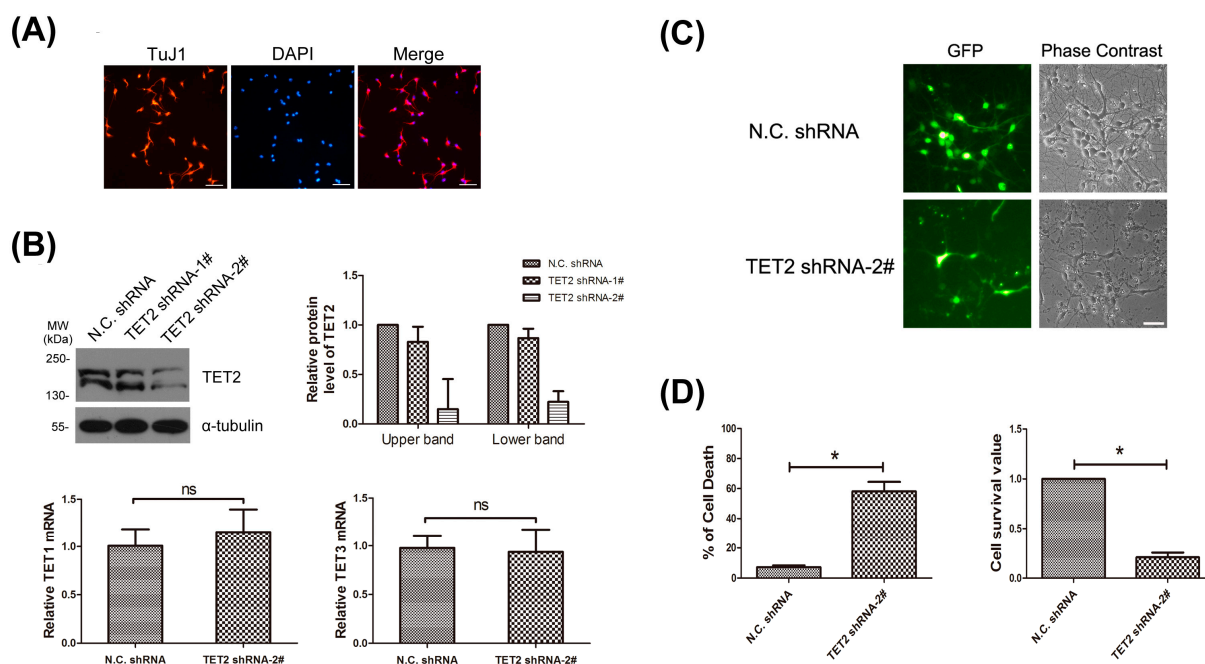 (A)
TuJ1 DAPI Merge
(B)
N.C. shRNA
TET2 shRNA-1#
TET2 shRNA-2#
MW
(kDa)
250-
130-
TET2
55-
α-tubulin
Relative protein
level of TET2
1.5
1.0
0.5
0.0
Upper band Lower band
N.C. shRNA
TET2 shRNA-1#
TET2 shRNA-2#
Relative TET1 mRNA
1.5
1.0
0.5
0.0
ns
N.C. shRNA TET2 shRNA-2#
Relative TET3 mRNA
1.5
1.0
0.5
0.0
ns
N.C. shRNA TET2 shRNA-2#
(C)
GFP Phase Contrast
N.C. shRNA
TET2 shRNA-2#
(D)
% of Cell Death
100
80
60
40
20
0
*
N.C. shRNA
TET2 shRNA-2#
Cell survival value
1.5
1.0
0.5
0.0
*
N.C. shRNA
TET2 shRNA-2#